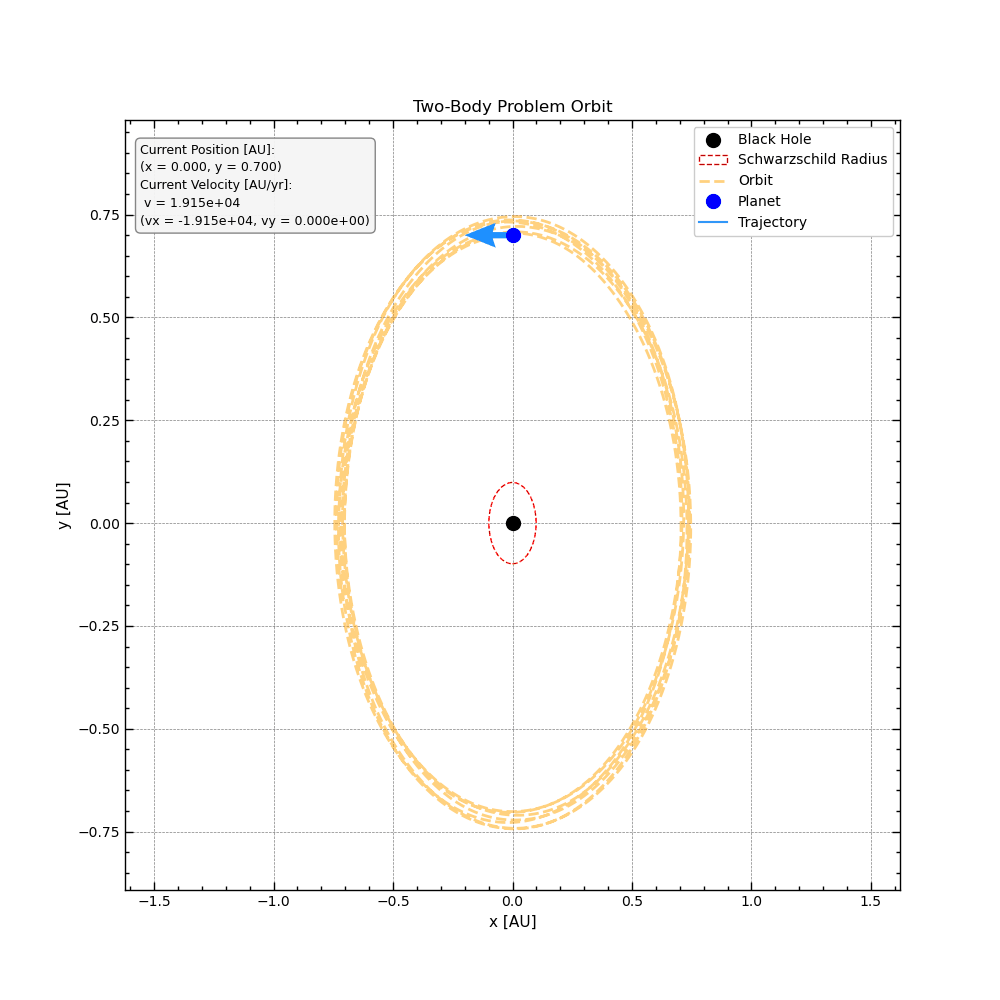 Two-Body Problem Orbit
Current Position [AU]:
(x = 0.000, y = 0.700)
Current Velocity [AU/yr]:
v = 1.915e+04
(vx = -1.915e+04, vy = 0.000e+00)
Black Hole
Schwarzschild Radius
Orbit
Planet
Trajectory
y [AU]
0.75
0.50
0.25
0.00
−0.25
−0.50
−0.75
−1.5 −1.0 −0.5 0.0 0.5 1.0 1.5
x [AU]